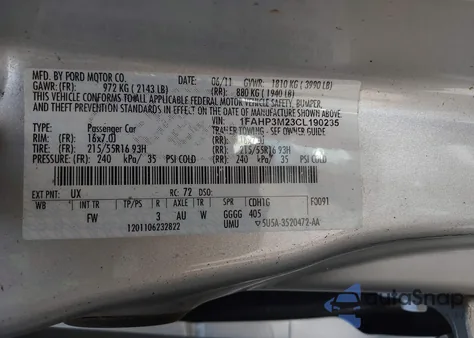 MFD. BY FORD MOTOR CO.
DATE: 06/11 GVWR: 1810 KG (3990 LB)
GAWR: (FR): 972 KG (2143 LB) (RR): 880 KG (1940 LB)
THIS VEHICLE CONFORMS TO ALL APPLICABLE FEDERAL MOTOR VEHICLE SAFETY, BUMPER,
AND THEFT PREVENTION STANDARDS IN EFFECT ON THE DATE OF MANUFACTURE SHOWN ABOVE.
VIN: 1FAHP3M23CL190235
TYPE: Passenger Car TRAILER TOWING - SEE OWNER GUIDE
RIM: (FR): 16x7.0J (RR):
TIRE: (FR): 215/55R16 93H (RR): 215/55R16 93H
PRESSURE: (FR): 240 kPa/ 35 PSI COLD (RR): 240 kPa/ 35 PSI COLD
EXT PNT: UX RC: 72 DSO: F0091
WB INT TR TP/PS R AXLE TR SPR CDH1G
FW 3 AU W GGGG 405
1201106232822 UMU 5U5A-3520472-AA
autoSnap